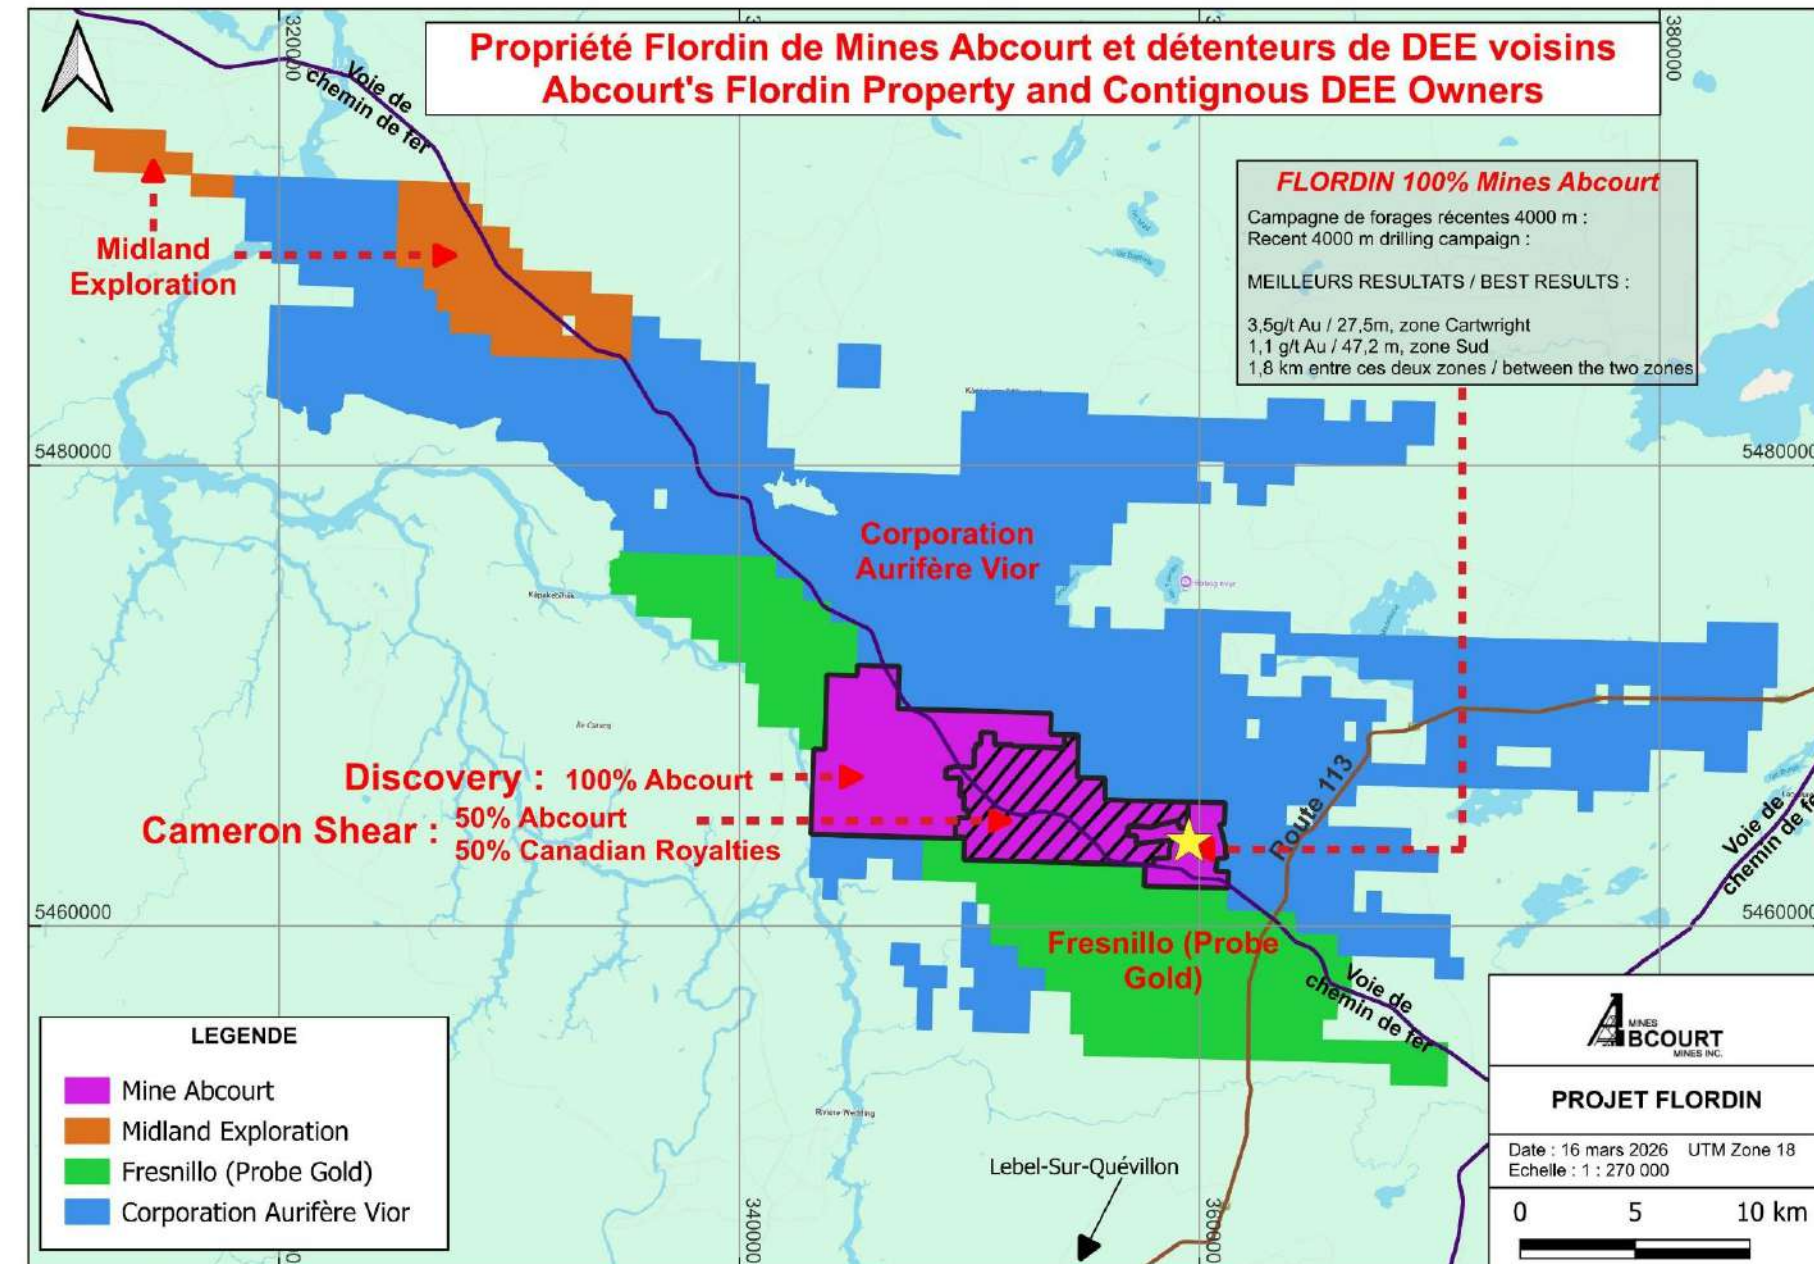 Propriété Flordin de Mines Abcourt et détenteurs de DEE voisins
Abcourt's Flordin Property and Contignous DEE Owners
320000
380000
Voie de
chemin de fer
FLORDIN 100% Mines Abcourt
Campagne de forages récentes 4000 m :
Recent 4000 m drilling campaign :
MEILLEURS RESULTATS / BEST RESULTS :
3,5g/t Au / 27,5m, zone Cartwright
1,1 g/t Au / 47,2 m, zone Sud
1,8 km entre ces deux zones / between the two zones
Midland
Exploration
5480000
5480000
Corporation
Aurifère Vior
Discovery : 100% Abcourt
Cameron Shear : 50% Abcourt
50% Canadian Royalties
Route 113
Voie de
chemin de fe
5460000
5460000
Fresnillo (Probe
Gold)
Voie de
chemin de fer
LEGENDE
Mine Abcourt
Midland Exploration
Fresnillo (Probe Gold)
Corporation Aurifère Vior
Lebel-Sur-Quévillon
340000
360000
MINES
ABCOURT
MINES INC.
PROJET FLORDIN
Date : 16 mars 2026 UTM Zone 18
Echelle : 1 : 270 000
0 5 10 km